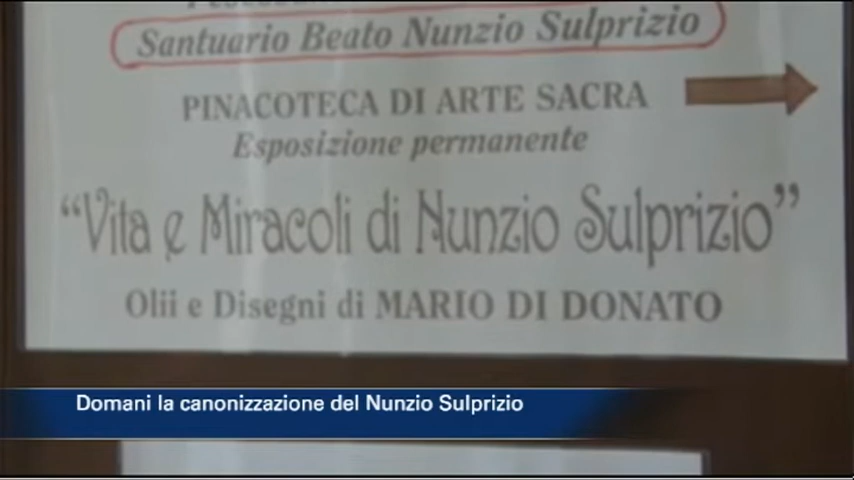 Santuario Beato Nunzio Sulprizio
PINACOTECA DI ARTE SACRA
Esposizione permanente
“Vita e Miracoli di Nunzio Sulprizio”
Olii e Disegni di MARIO DI DONATO
Domani la canonizzazione del Nunzio Sulprizio